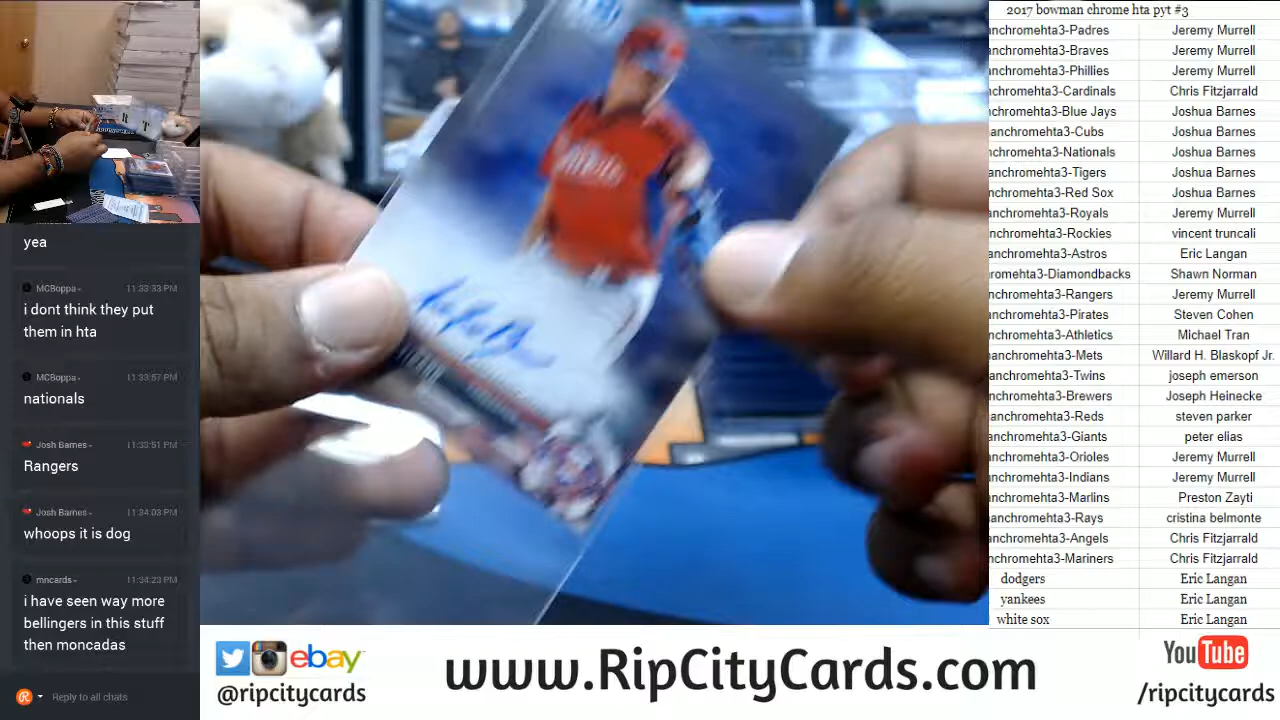 2017 bowman chrome hta pyt #3
anchromehta3-Padres Jeremy Murrell
anchromehta3-Braves Jeremy Murrell
anchromehta3-Phillies Jeremy Murrell
anchromehta3-Cardinals Chris Fitzjarrald
anchromehta3-Blue Jays Joshua Barnes
anchromehta3-Cubs Joshua Barnes
anchromehta3-Nationals Joshua Barnes
anchromehta3-Tigers Joshua Barnes
anchromehta3-Red Sox Joshua Barnes
anchromehta3-Royals Jeremy Murrell
anchromehta3-Rockies vincent truncali
anchromehta3-Astros Eric Langan
romehta3-Diamondbacks Shawn Norman
anchromehta3-Rangers Jeremy Murrell
anchromehta3-Pirates Steven Cohen
anchromehta3-Athletics Michael Tran
anchromehta3-Mets Willard H. Blaskopf Jr.
anchromehta3-Twins joseph emerson
anchromehta3-Brewers Joseph Heinecke
anchromehta3-Reds steven parker
anchromehta3-Giants peter elias
anchromehta3-Orioles Jeremy Murrell
anchromehta3-Indians Jeremy Murrell
anchromehta3-Marlins Preston Zayti
anchromehta3-Rays cristina belmonte
anchromehta3-Angels Chris Fitzjarrald
nchromehta3-Mariners Chris Fitzjarrald
dodgers Eric Langan
yankees Eric Langan
white sox Eric Langan
yea
MCBoppa 11:33:33 PM
i dont think they put
them in hta
MCBoppa 11:33:57 PM
nationals
Josh Barnes 11:33:51 PM
Rangers
Josh Barnes 11:34:03 PM
whoops it is dog
mncards 11:34:23 PM
i have seen way more
bellingers in this stuff
then moncadas
Reply to all chats
ebay
@ripcitycards
www.RipCityCards.com
YouTube
/ripcitycards